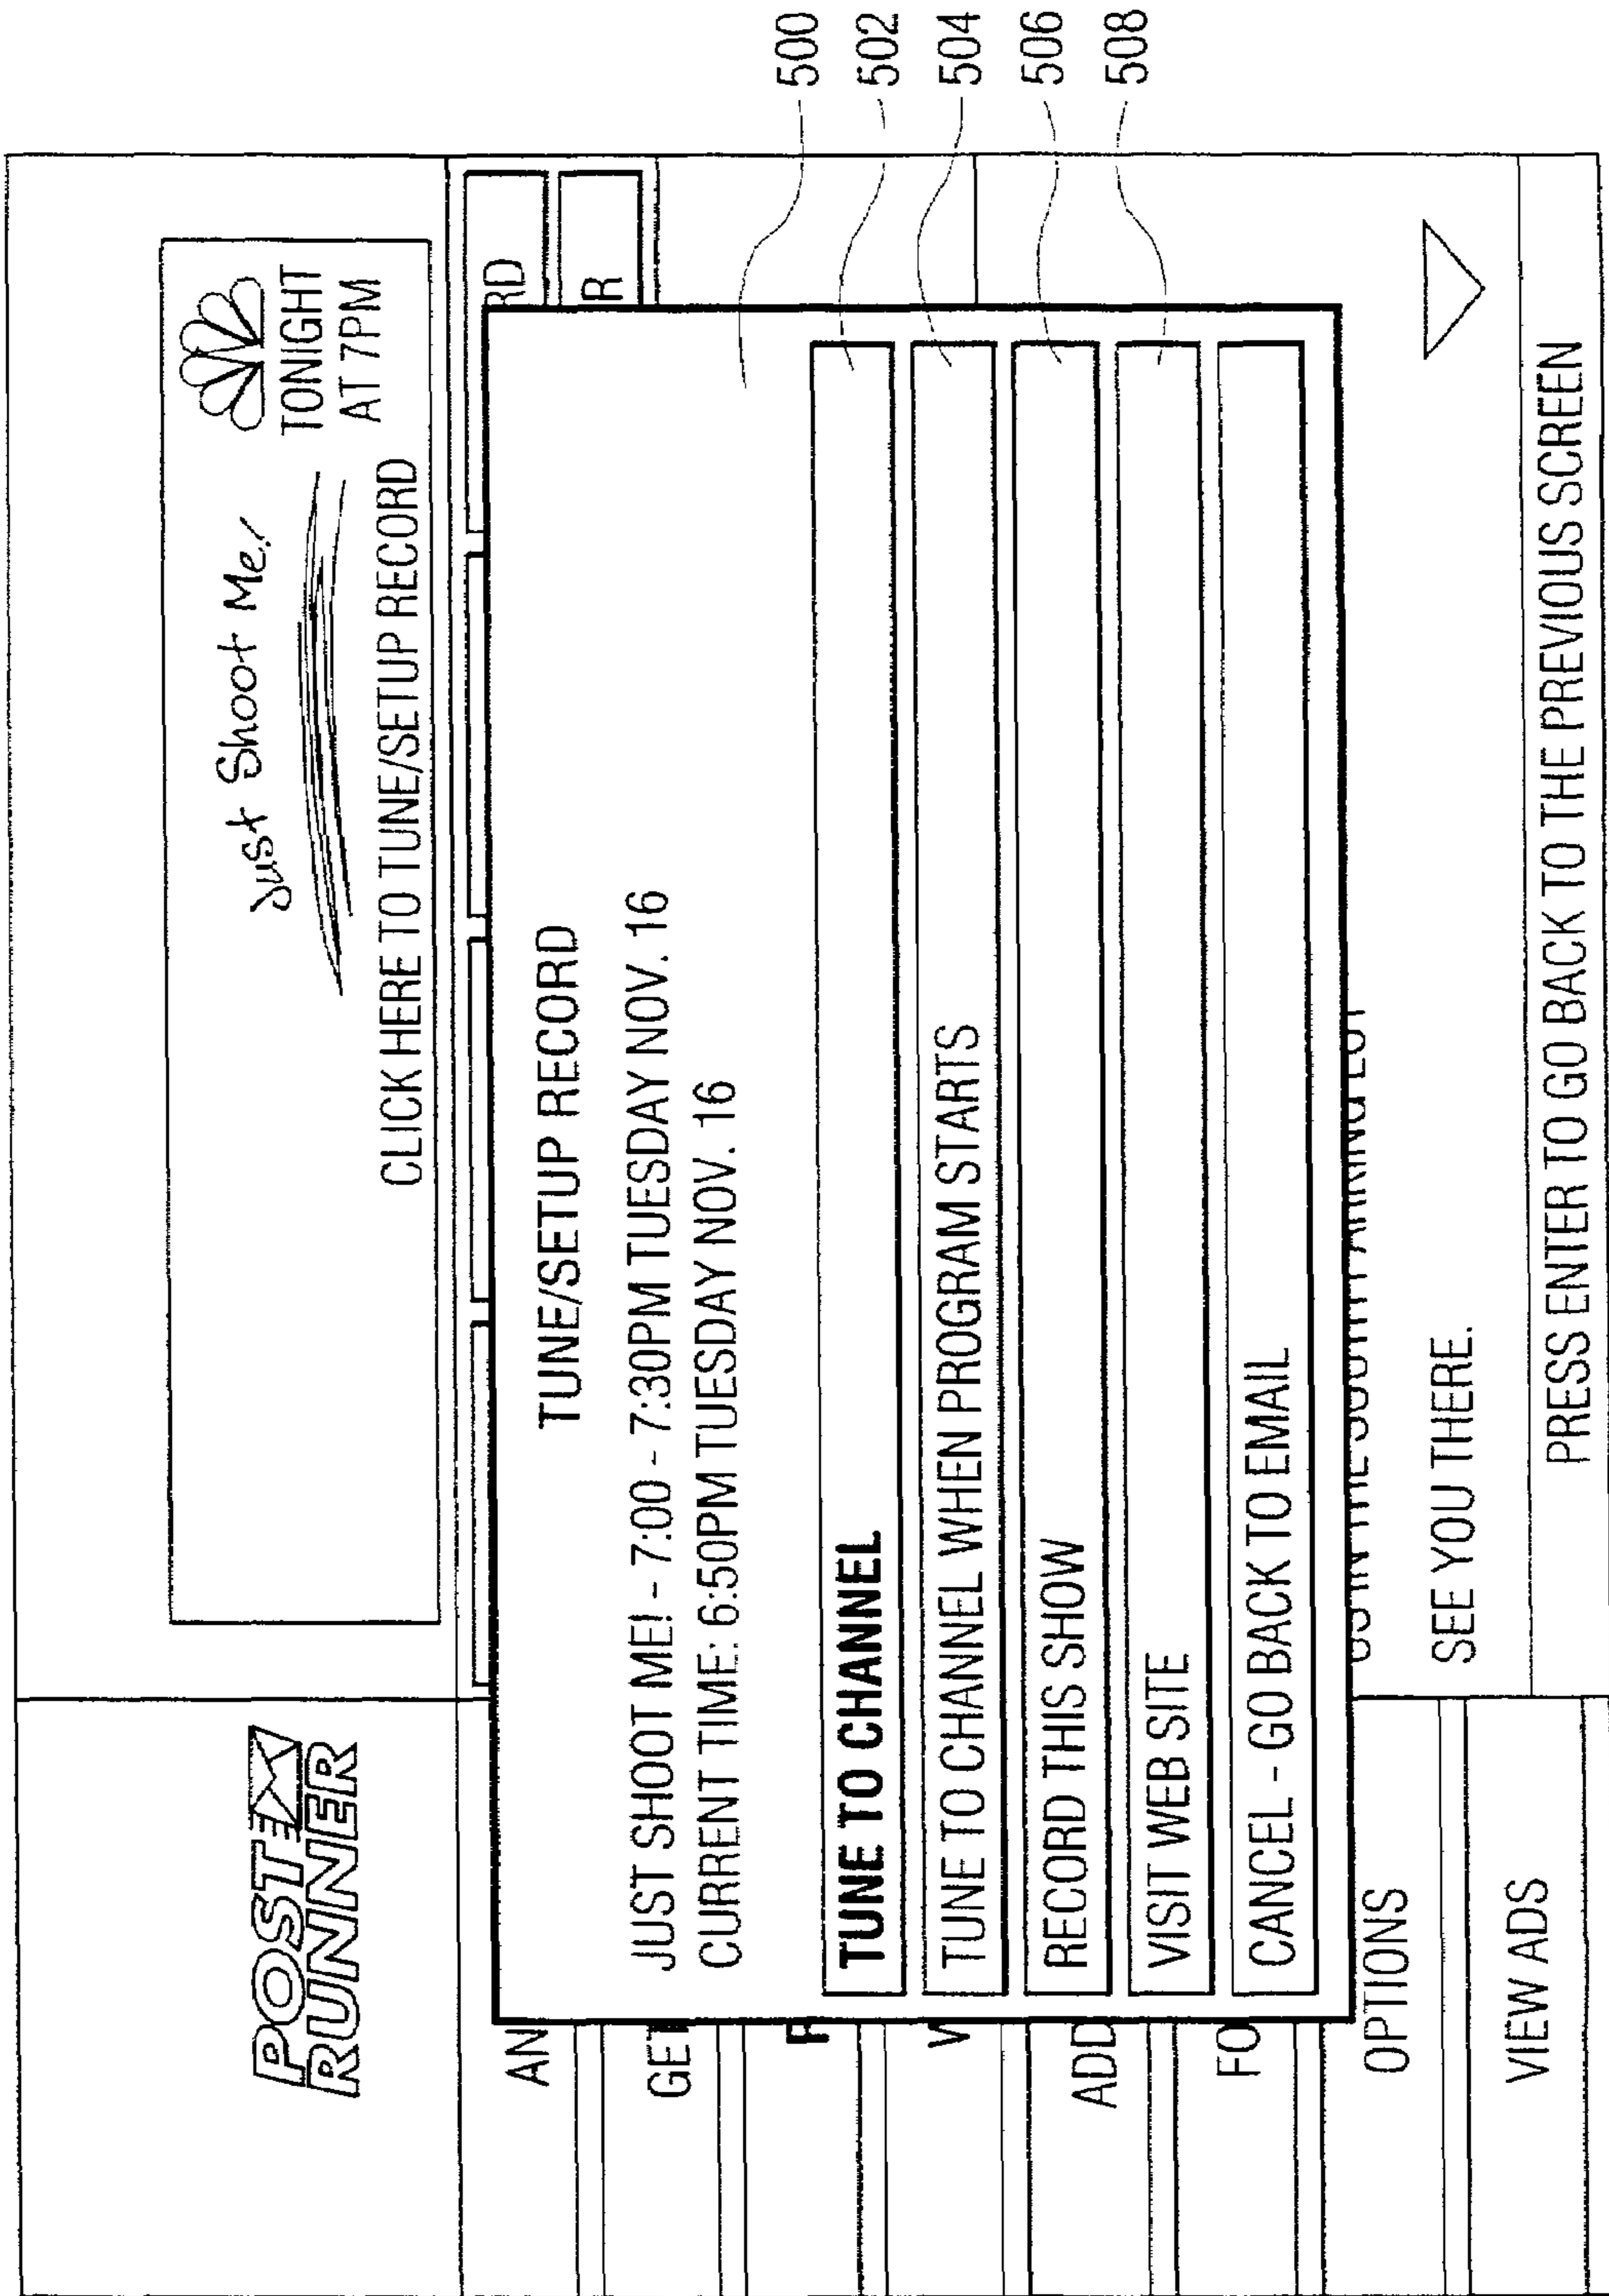 POST
RUNNER
Just Shoot Me!
TONIGHT
AT 7PM
CLICK HERE TO TUNE/SETUP RECORD
RD
R
AN
GET
ADD
FO
OPTIONS
VIEW ADS
TUNE/SETUP RECORD
JUST SHOOT ME! - 7:00 - 7:30PM TUESDAY NOV. 16
CURRENT TIME: 6:50PM TUESDAY NOV. 16
TUNE TO CHANNEL
TUNE TO CHANNEL WHEN PROGRAM STARTS
RECORD THIS SHOW
VISIT WEB SITE
CANCEL - GO BACK TO EMAIL
SEE YOU THERE.
PRESS ENTER TO GO BACK TO THE PREVIOUS SCREEN
500
502
504
506
508